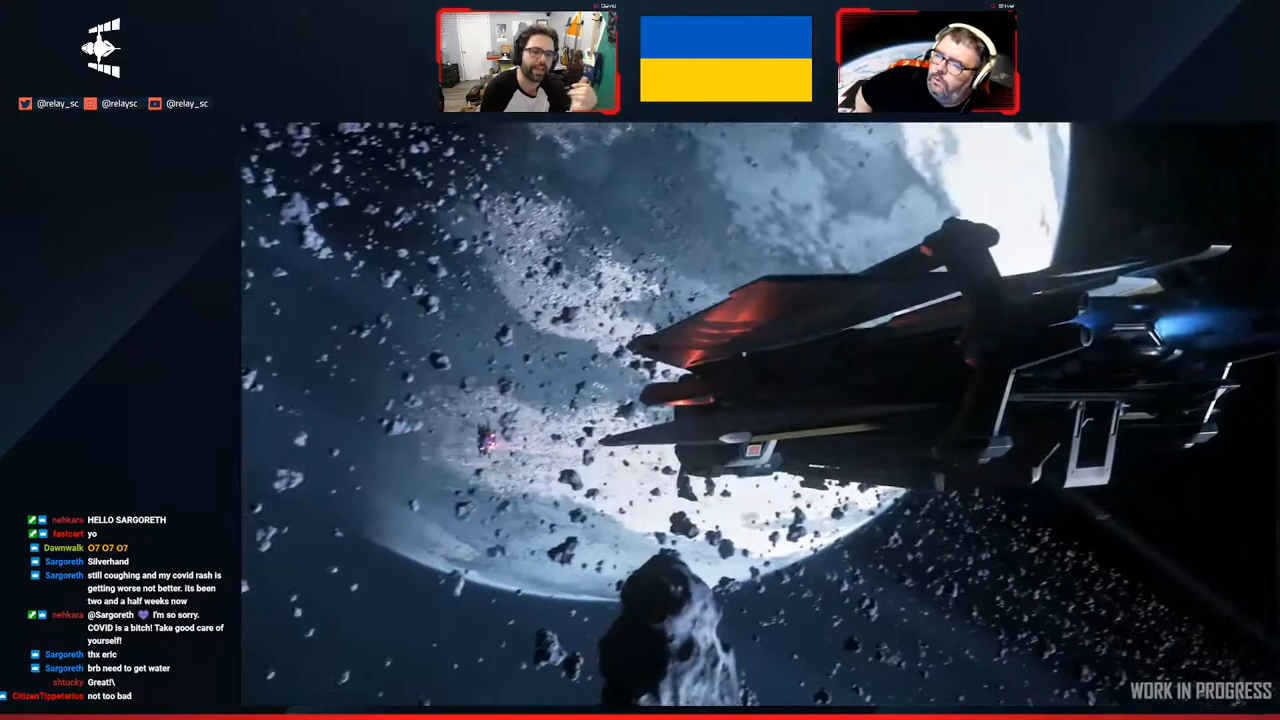 David
Silver
@relay_sc @relaysc @relay_sc
nehkara HELLO SARGORETH
fastcart yo
Dawnwalk O7 O7 O7
Sargoreth Silverhand
Sargoreth still coughing and my covid rash is
getting worse not better. its been
two and a half weeks now
nehkara @Sargoreth 💜 I'm so sorry.
COVID is a bitch! Take good care of
yourself!
Sargoreth thx eric
Sargoreth brb need to get water
shtucky Great!\
CitizenTippetarius not too bad
WORK IN PROGRESS